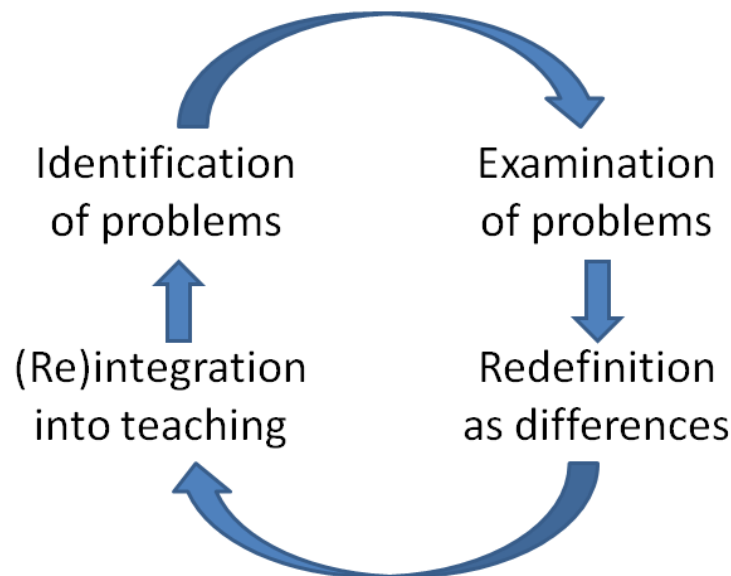 Identification
of problems
Examination
of problems
(Re)integration
into teaching
Redefinition
as differences